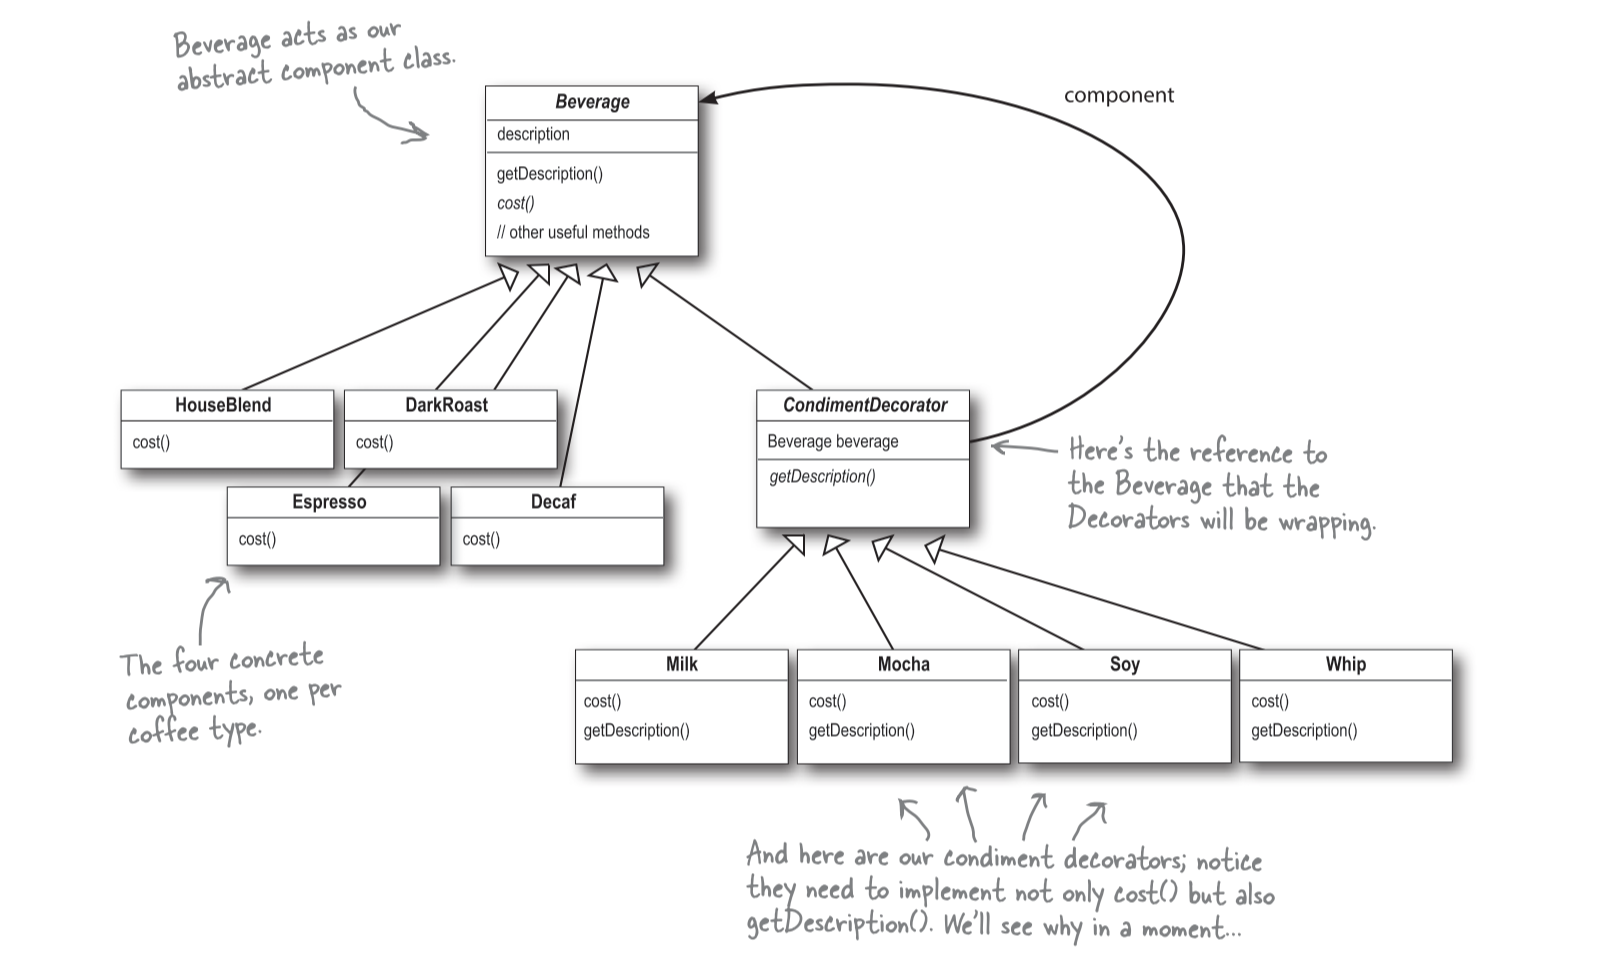 Beverage acts as our
abstract component class.
component
Beverage
description
getDescription()
cost()
// other useful methods
HouseBlend
cost()
DarkRoast
cost()
Espresso
cost()
Decaf
cost()
CondimentDecorator
Beverage beverage
getDescription()
Here's the reference to
the Beverage that the
Decorators will be wrapping.
The four concrete
components, one per
coffee type.
Milk
cost()
getDescription()
Mocha
cost()
getDescription()
Soy
cost()
getDescription()
Whip
cost()
getDescription()
And here are our condiment decorators; notice
they need to implement not only cost() but also
getDescription(). We'll see why in a moment...